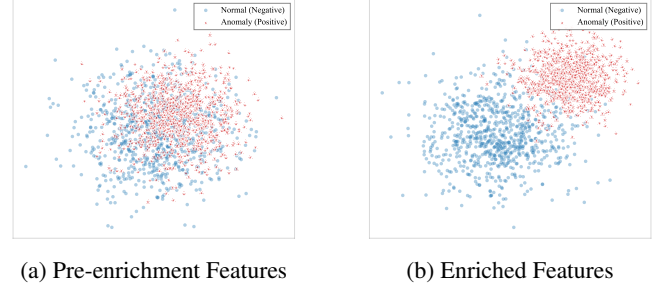 Normal (Negative)
Anomaly (Positive)
Normal (Negative)
Anomaly (Positive)
(a) Pre-enrichment Features
(b) Enriched Features